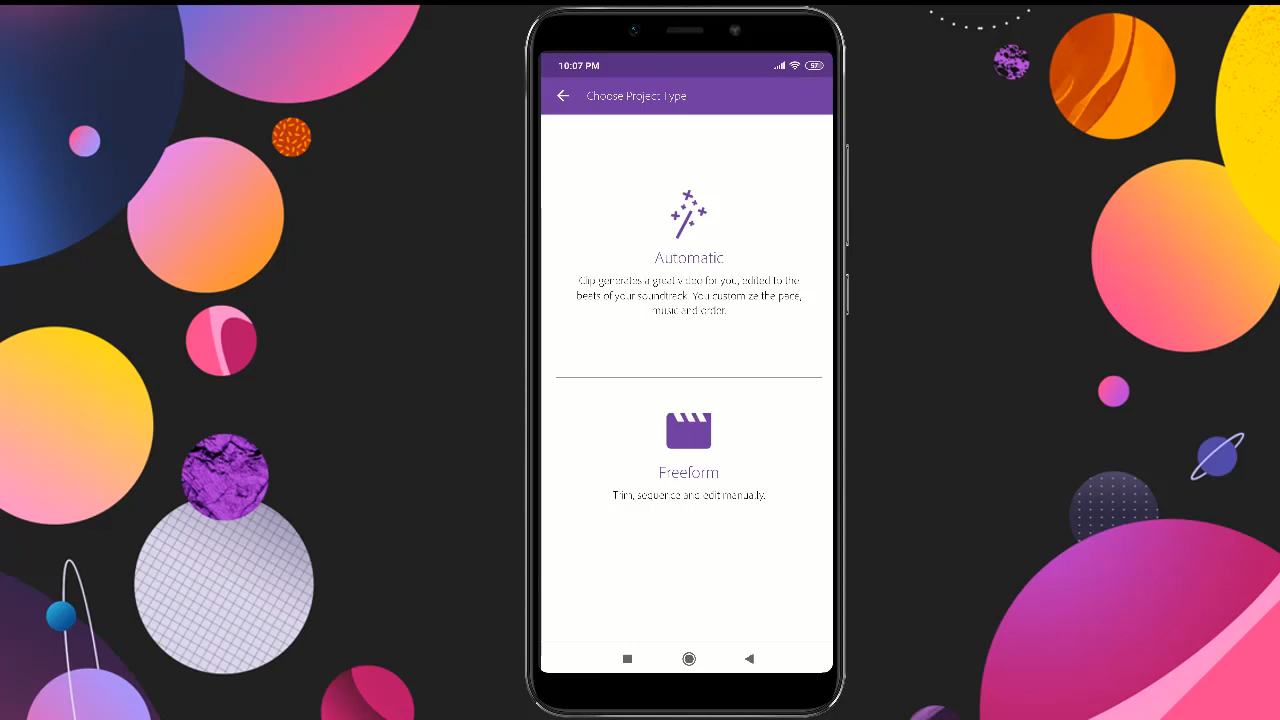 10:07 PM
97
Choose Project Type
Automatic
Clip generates a great video for you, edited to the
beats of your soundtrack. You customize the pace,
music and order.
Freeform
Trim, sequence and edit manually.